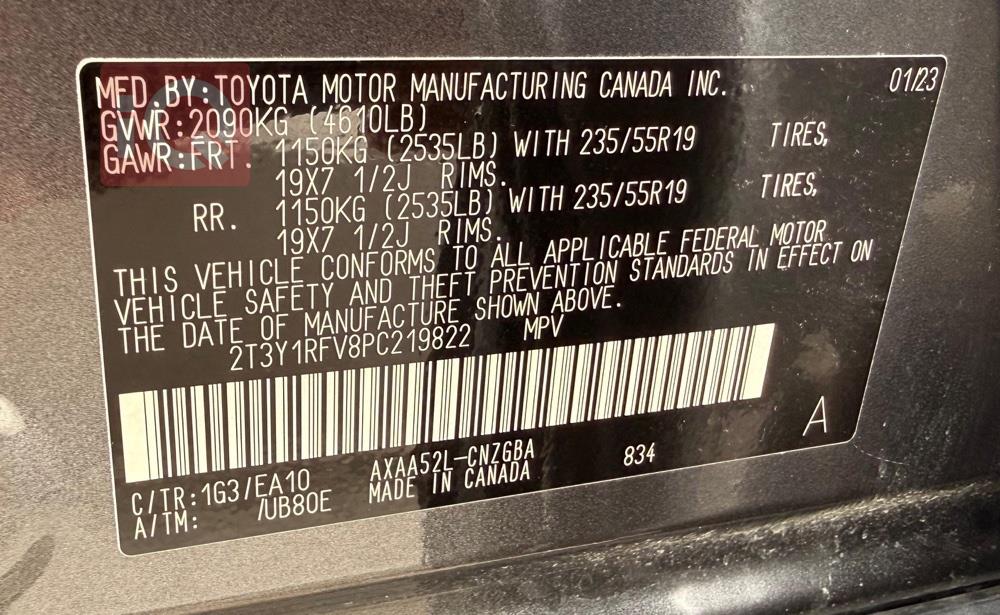 MFD.BY:TOYOTA MOTOR MANUFACTURING CANADA INC. 01/23
GVWR:2090KG (4610LB)
GAWR:FRT. 1150KG (2535LB) WITH 235/55R19 TIRES,
19X7 1/2J RIMS.
RR. 1150KG (2535LB) WITH 235/55R19 TIRES,
19X7 1/2J RIMS.
THIS VEHICLE CONFORMS TO ALL APPLICABLE FEDERAL MOTOR
VEHICLE SAFETY AND THEFT PREVENTION STANDARDS IN EFFECT ON
THE DATE OF MANUFACTURE SHOWN ABOVE.
2T3Y1RFV8PC219822 MPV
A
C/TR:1G3/EA10 AXAA52L-CNZGBA 834
A/TM: /UB80E MADE IN CANADA